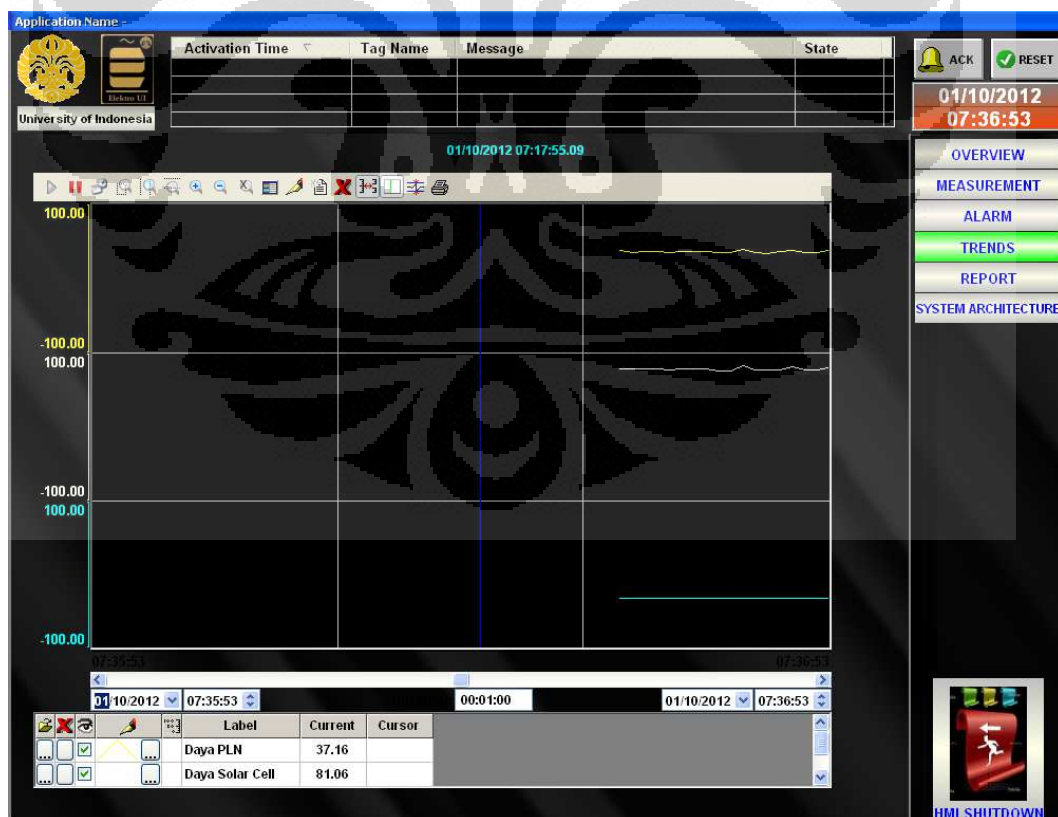 Application Name -
Activation Time Tag Name Message State
ACK RESET
Elektro UI
University of Indonesia
01/10/2012
07:36:53
01/10/2012 07:17:55.09
OVERVIEW
MEASUREMENT
ALARM
TRENDS
REPORT
SYSTEM ARCHITECTURE
100.00
-100.00
100.00
-100.00
100.00
-100.00
07:35:53 07:36:53
01/10/2012 07:35:53 00:01:00 01/10/2012 07:36:53
Label Current Cursor
... ... Daya PLN 37.16
... ... Daya Solar Cell 81.06
HMI SHUTDOWN